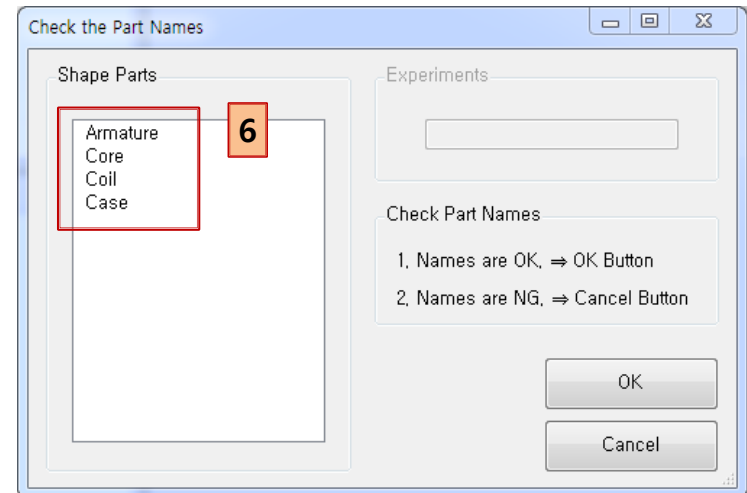 Check the Part Names
Shape Parts
Armature
Core
Coil
Case
6
Experiments
Check Part Names
1, Names are OK, ⇒ OK Button
2, Names are NG, ⇒ Cancel Button
OK
Cancel